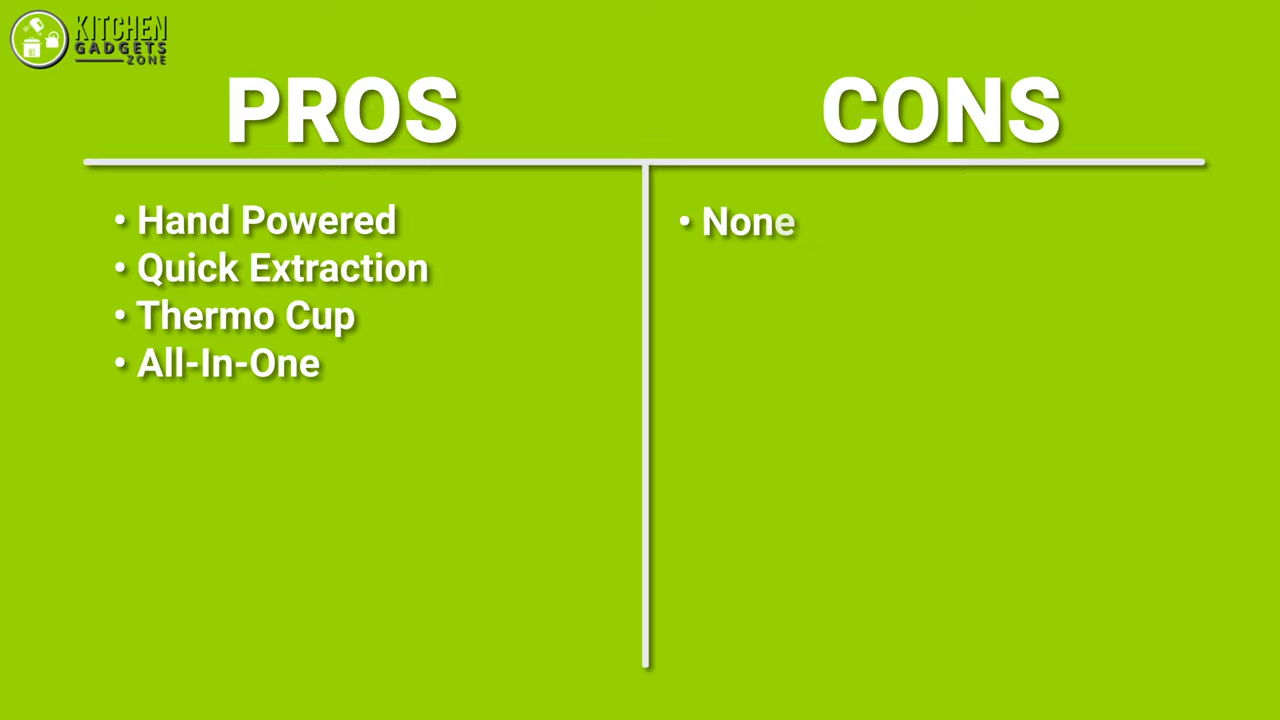 KITCHEN
GADGETS
ZONE
PROS
CONS
• Hand Powered
• Quick Extraction
• Thermo Cup
• All-In-One
• None